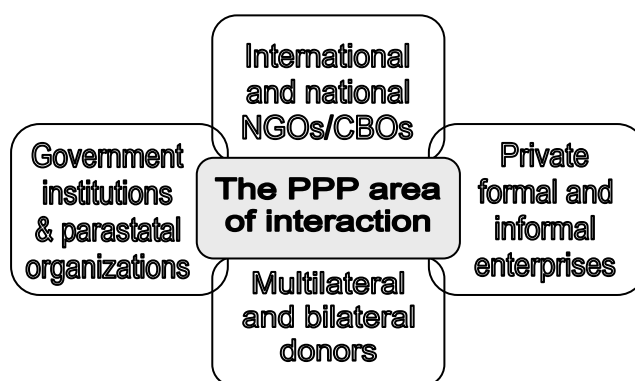 International
and national
NGOs/CBOs
Government
institutions
& parastatal
organizations
The PPP area
of interaction
Private
formal and
informal
enterprises
Multilateral
and bilateral
donors